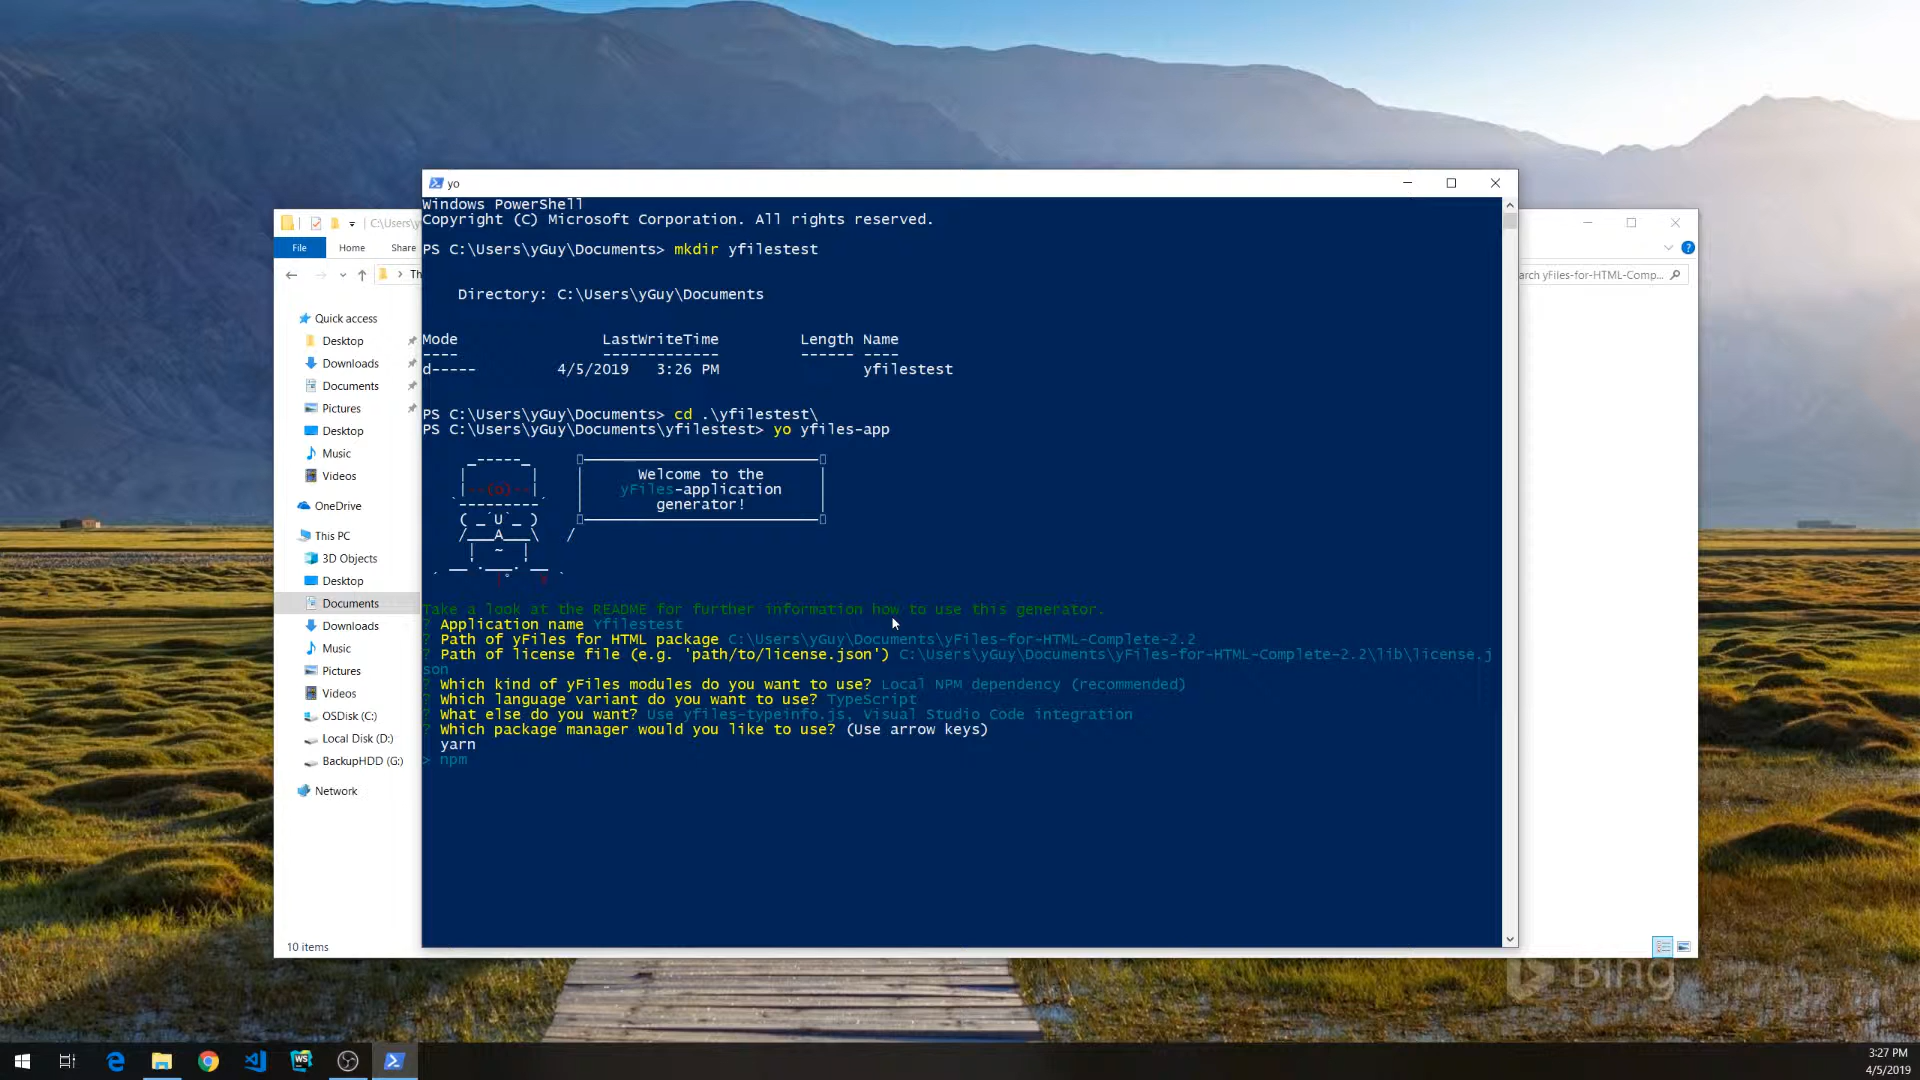 yo
Windows PowerShell
Copyright (C) Microsoft Corporation. All rights reserved.
PS C:\Users\yGuy\Documents> mkdir yfilestest
Directory: C:\Users\yGuy\Documents
Mode LastWriteTime Length Name
---- ------------- ------ ----
d----- 4/5/2019 3:26 PM yfilestest
PS C:\Users\yGuy\Documents> cd .\yfilestest\
PS C:\Users\yGuy\Documents\yfilestest> yo yfiles-app
Welcome to the
yFiles-application
generator!
Take a look at the README for further information how to use this generator.
? Application name Yfilestest
? Path of yFiles for HTML package C:\Users\yGuy\Documents\yFiles-for-HTML-Complete-2.2
? Path of license file (e.g. 'path/to/license.json') C:\Users\yGuy\Documents\yFiles-for-HTML-Complete-2.2\lib\license.j
son
? Which kind of yFiles modules do you want to use? Local NPM dependency (recommended)
? Which language variant do you want to use? TypeScript
? What else do you want? Use yfiles-typeinfo.js, Visual Studio Code integration
? Which package manager would you like to use? (Use arrow keys)
yarn
> npm
C:\Users\y
File Home Share
Th
arch yFiles-for-HTML-Comp...
Quick access
Desktop
Downloads
Documents
Pictures
Desktop
Music
Videos
OneDrive
This PC
3D Objects
Desktop
Documents
Downloads
Music
Pictures
Videos
OSDisk (C:)
Local Disk (D:)
BackupHDD (G:)
Network
10 items
Bing
WS
3:27 PM
4/5/2019